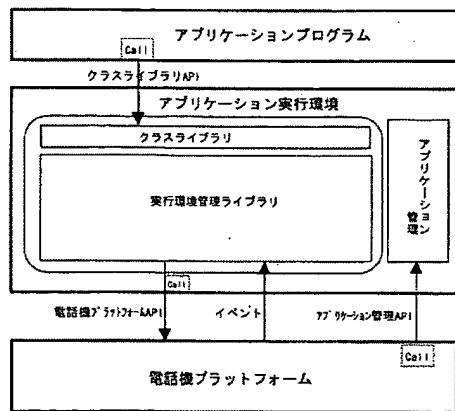 アプリケーションプログラム
Call
クラスライブラリAPI
アプリケーション実行環境
クラスライブラリ
実行環境管理ライブラリ
アプリケーション管理
Call
電話機プラットフォームAPI
イベント
アプリケーション管理API
Call
電話機プラットフォーム